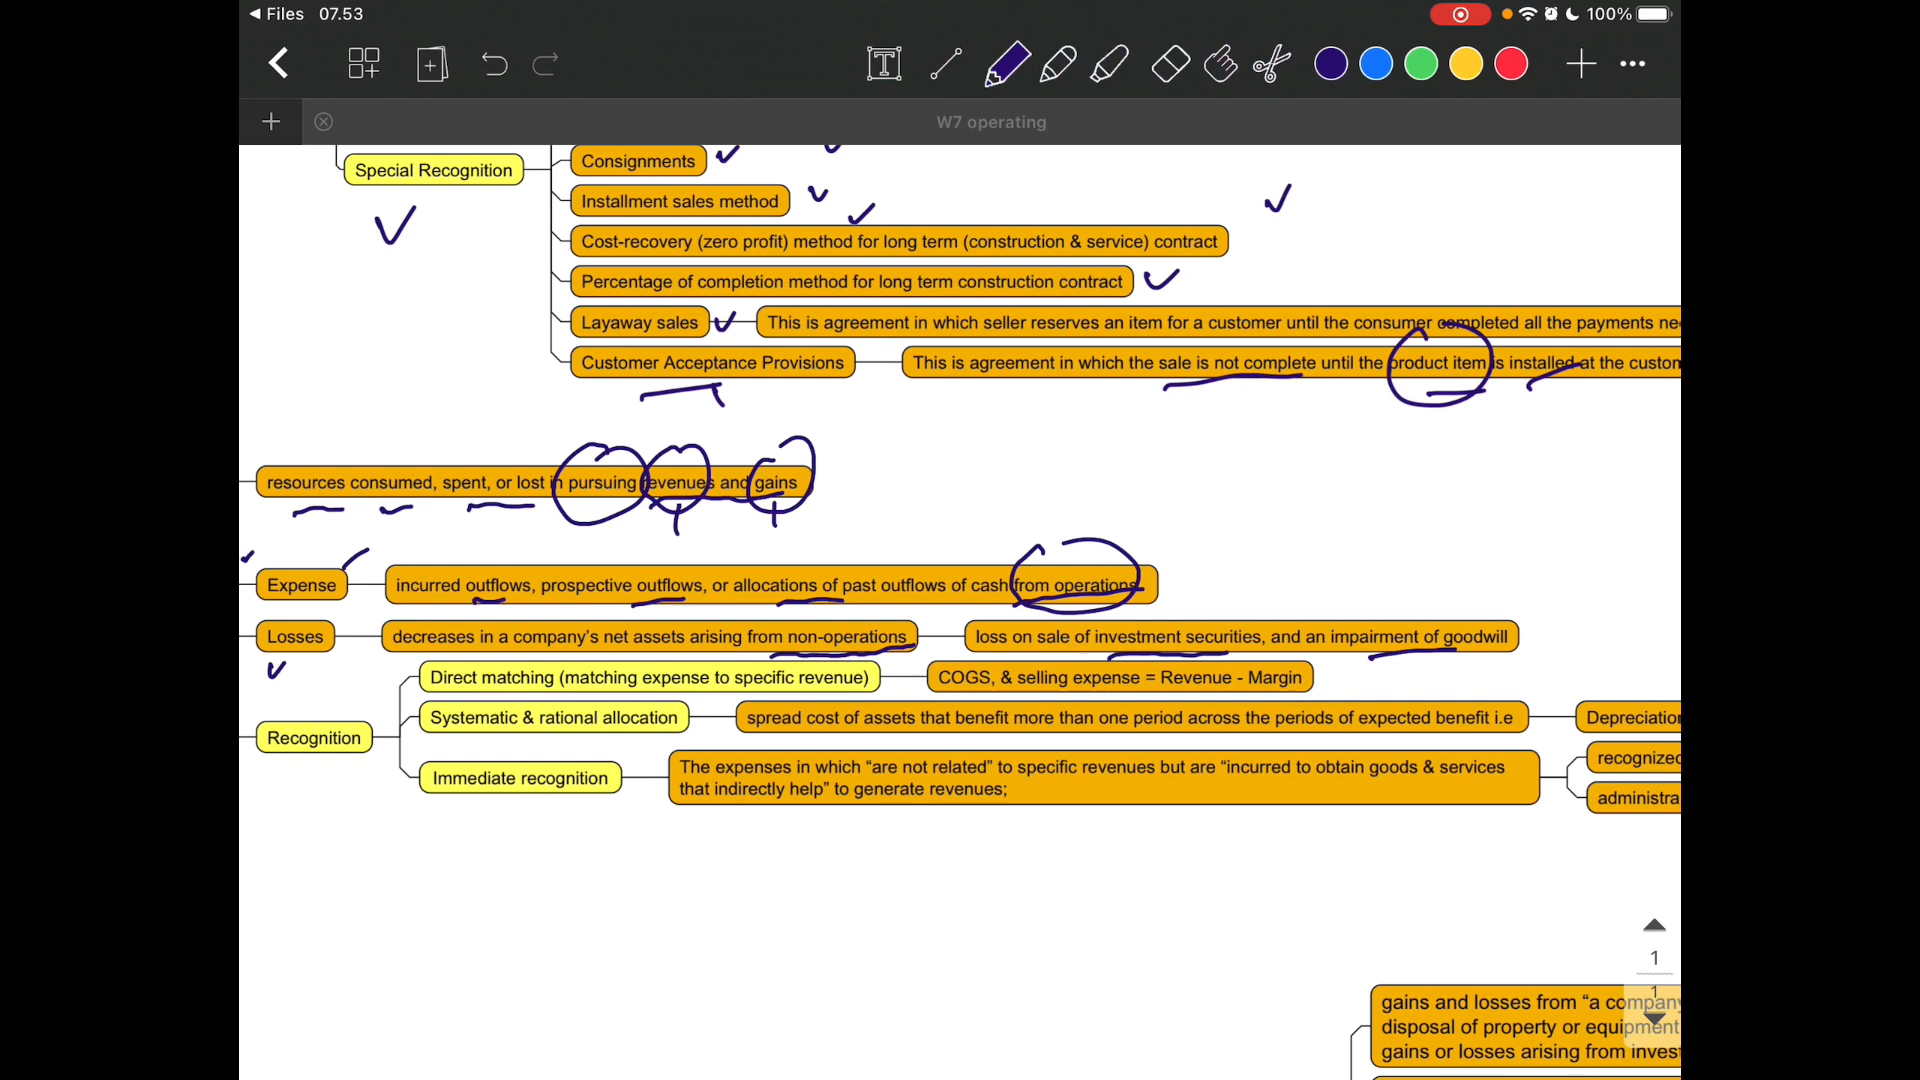 Files 07.53
100%
W7 operating
Special Recognition
Consignments
Installment sales method
Cost-recovery (zero profit) method for long term (construction & service) contract
Percentage of completion method for long term construction contract
Layaway sales
This is agreement in which seller reserves an item for a customer until the consumer completed all the payments ne
Customer Acceptance Provisions
This is agreement in which the sale is not complete until the product item is installed at the custom
resources consumed, spent, or lost in pursuing revenues and gains
Expense
incurred outflows, prospective outflows, or allocations of past outflows of cash from operations
Losses
decreases in a company's net assets arising from non-operations
loss on sale of investment securities, and an impairment of goodwill
Direct matching (matching expense to specific revenue)
COGS, & selling expense = Revenue - Margin
Systematic & rational allocation
spread cost of assets that benefit more than one period across the periods of expected benefit i.e
Depreciation
Recognition
Immediate recognition
The expenses in which “are not related” to specific revenues but are “incurred to obtain goods & services
that indirectly help” to generate revenues;
recognized
administra
1
1
gains and losses from “a company
disposal of property or equipment
gains or losses arising from invest